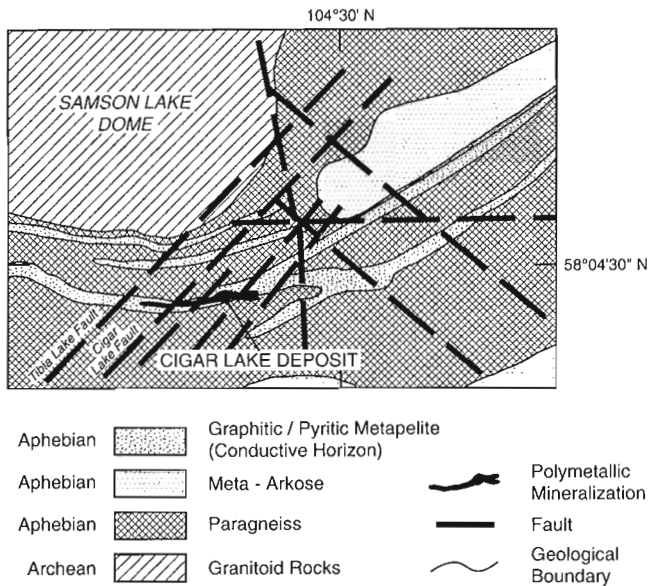 104°30' N
SAMSON LAKE
DOME
58°04'30" N
Tibia Lake Fault
Cigar
Lake Fault
CIGAR LAKE DEPOSIT
Aphebian Graphitic / Pyritic Metapelite
(Conductive Horizon)
Aphebian Meta - Arkose
Polymetallic
Mineralization
Aphebian Paragneiss
Fault
Archean Granitoid Rocks
Geological
Boundary